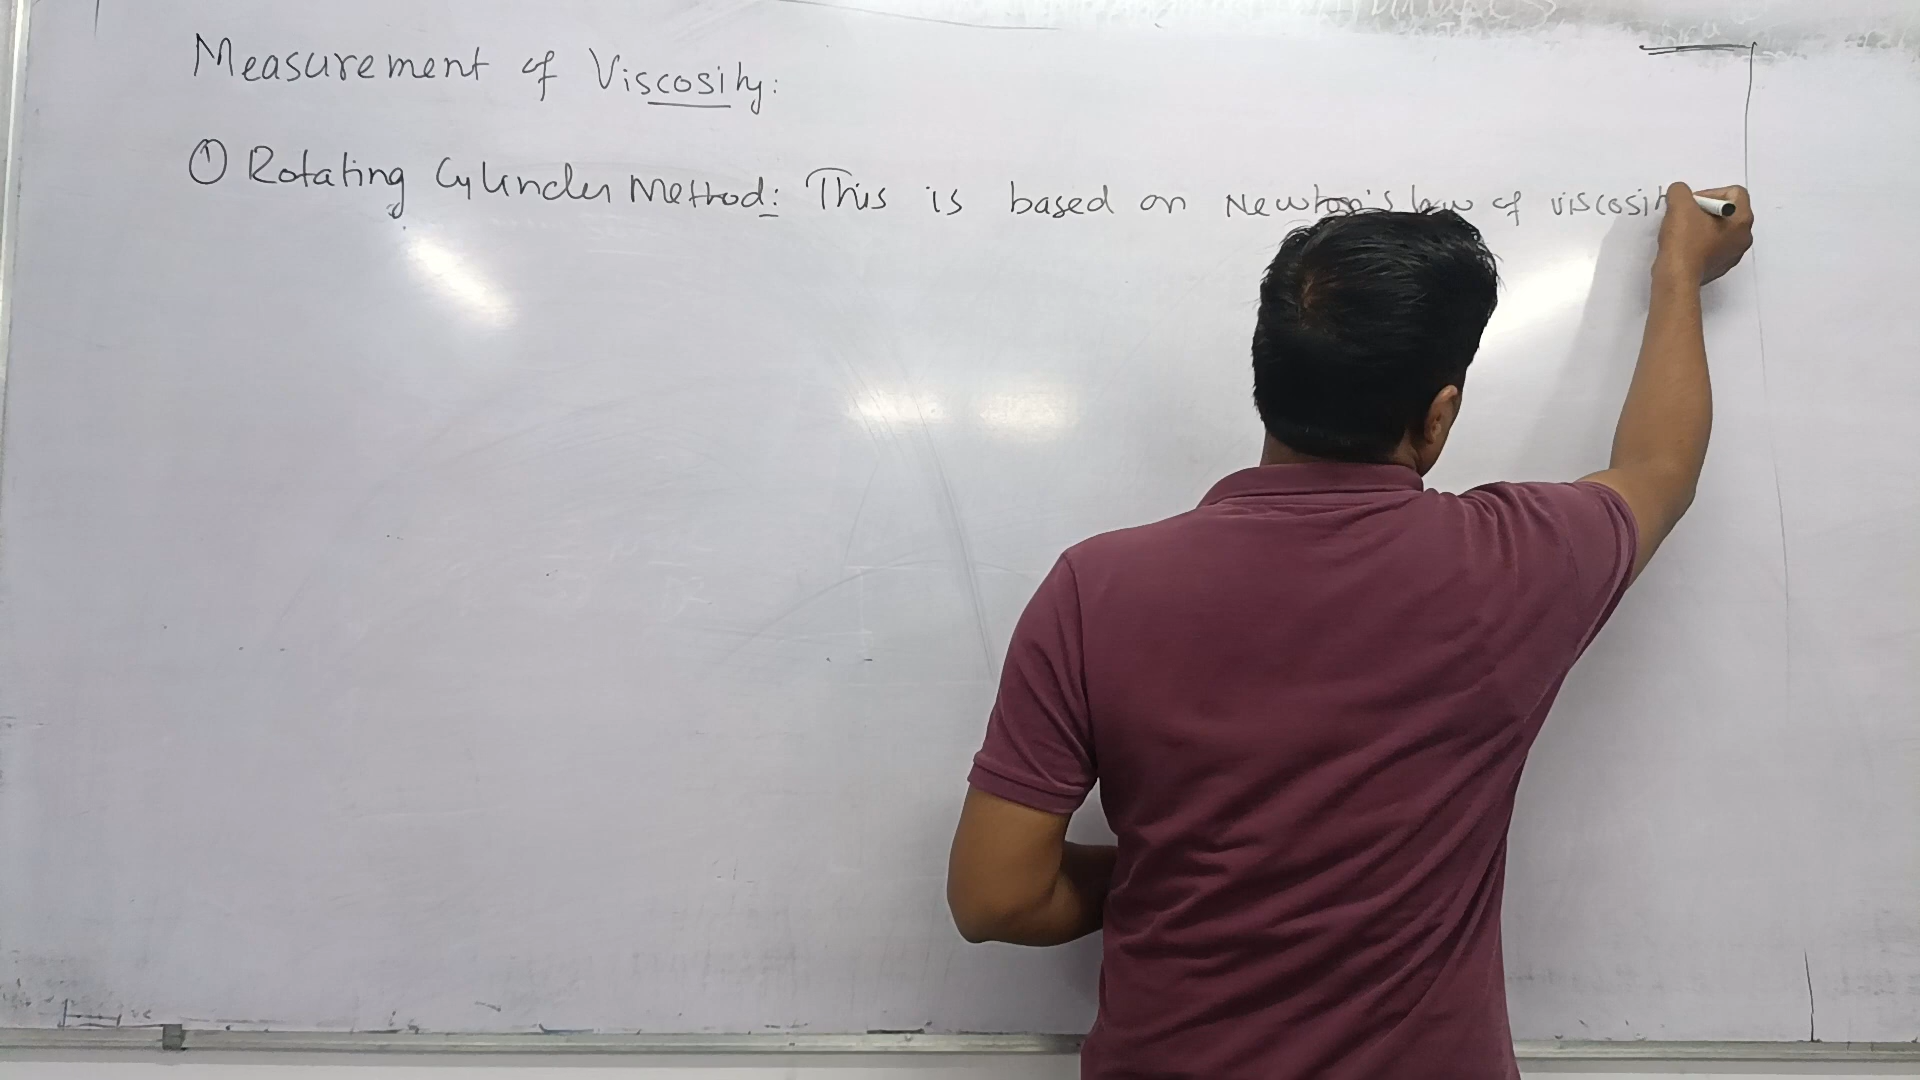 Measurement of Viscosity:
① Rotating Cylinder Method: This is based on Newton's law of viscosit